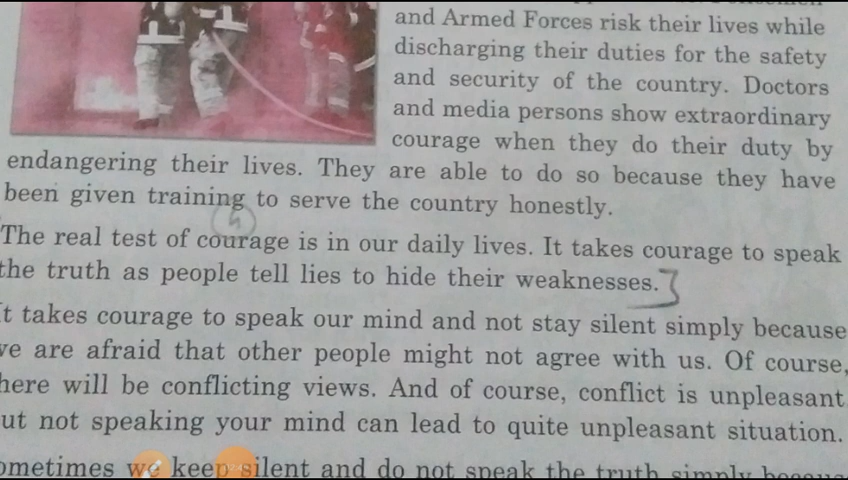 and Armed Forces risk their lives while
discharging their duties for the safety
and security of the country. Doctors
and media persons show extraordinary
courage when they do their duty by
endangering their lives. They are able to do so because they have
been given training to serve the country honestly.
The real test of courage is in our daily lives. It takes courage to speak
the truth as people tell lies to hide their weaknesses.
t takes courage to speak our mind and not stay silent simply because
ve are afraid that other people might not agree with us. Of course,
here will be conflicting views. And of course, conflict is unpleasant
ut not speaking your mind can lead to quite unpleasant situation.
ometimes we keep silent and do not speak the truth simply becau